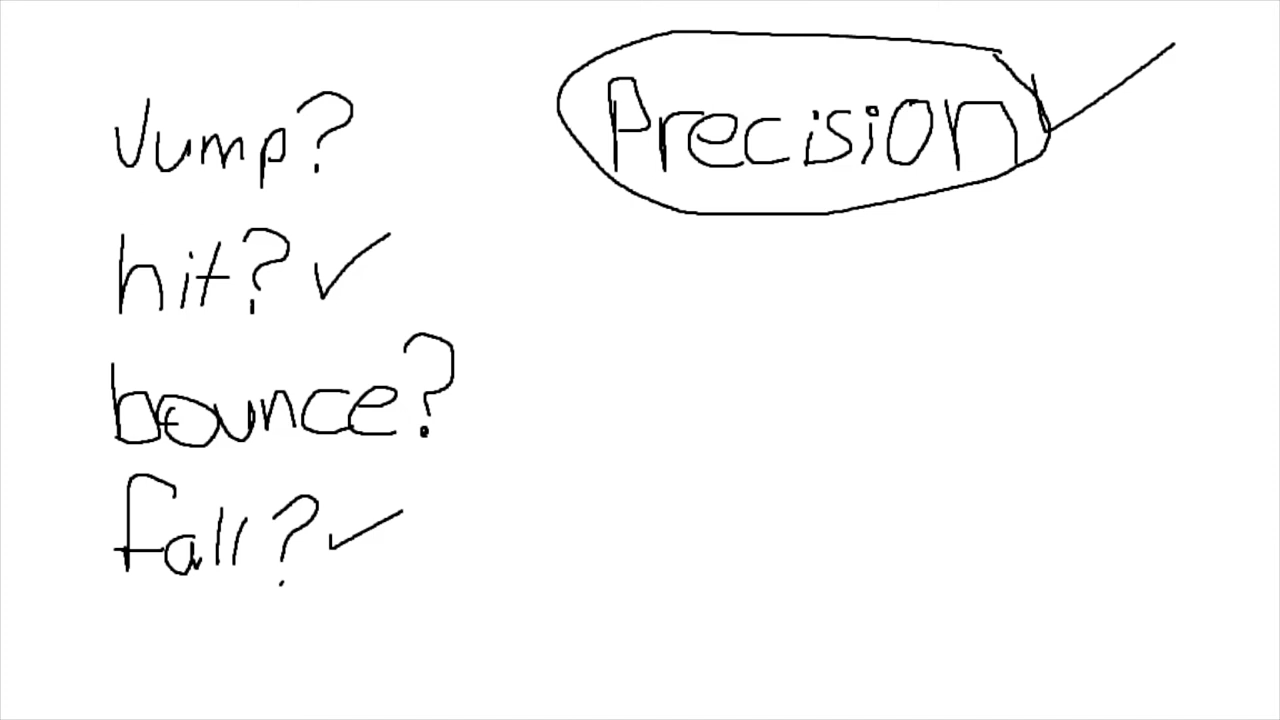 Jump?
hit? ✓
bounce?
fall? ✓
Precision ✓